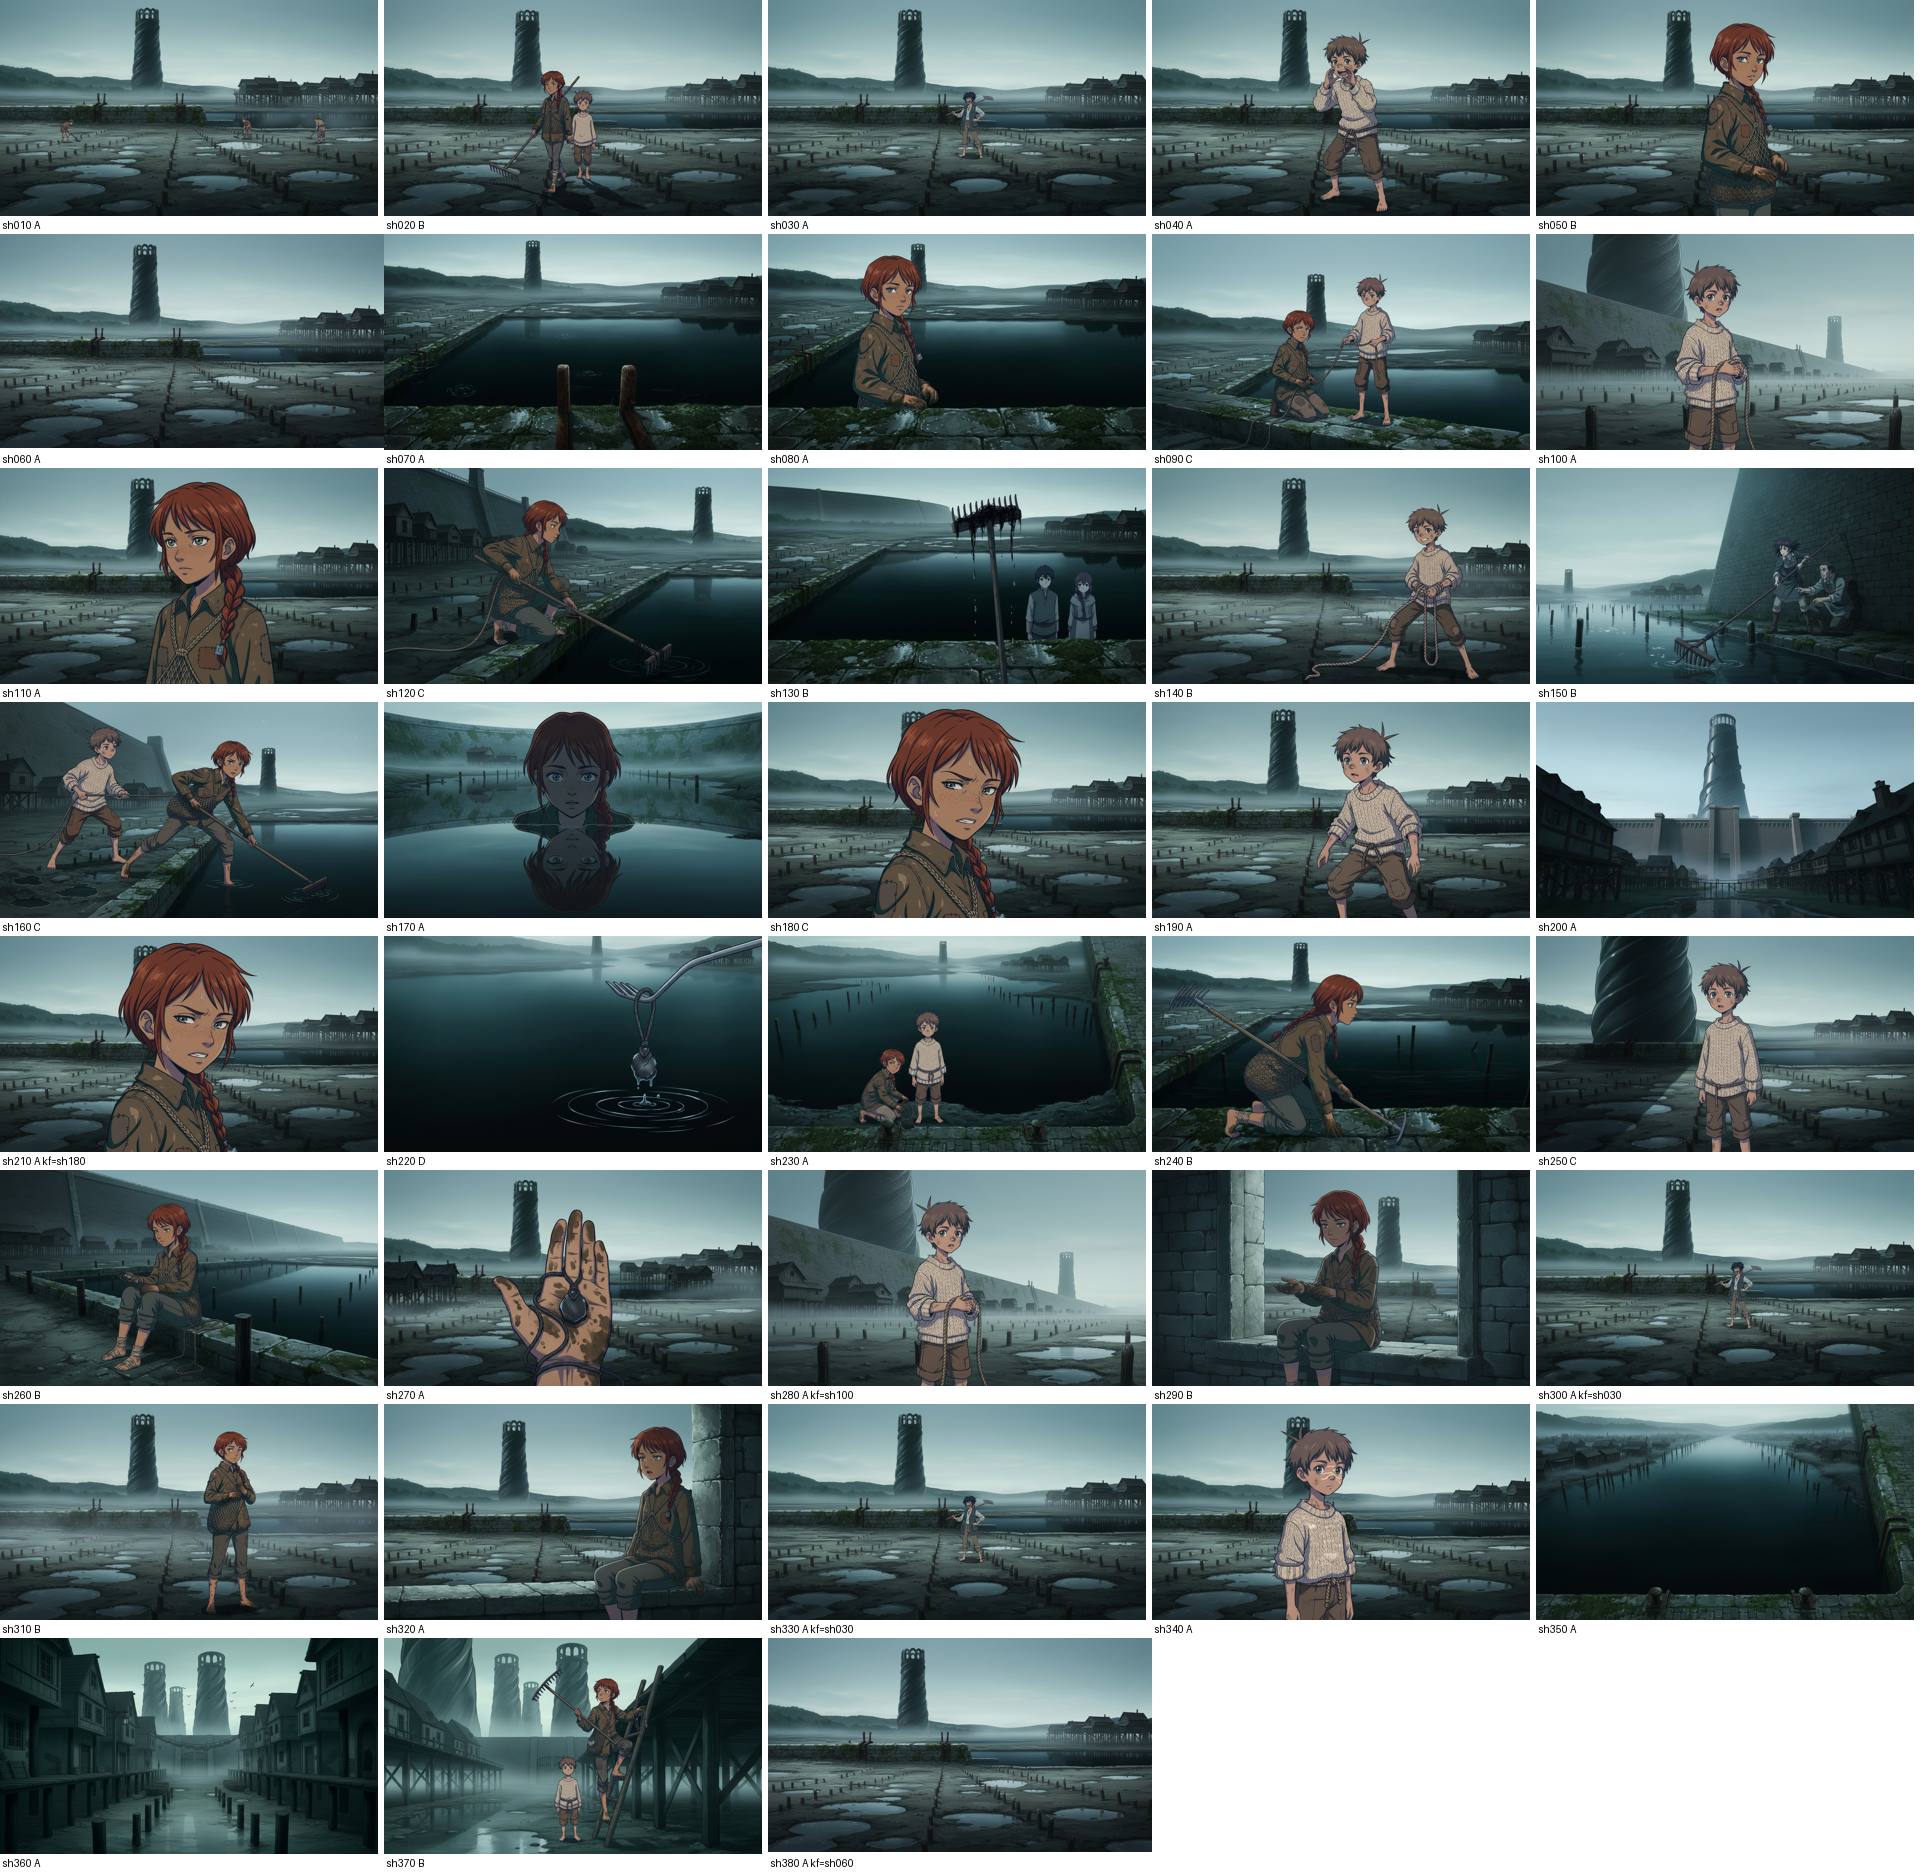 sh010 A
sh020 B
sh030 A
sh040 A
sh050 B
sh060 A
sh070 A
sh080 A
sh090 C
sh100 A
sh110 A
sh120 C
sh130 B
sh140 B
sh150 B
sh160 C
sh170 A
sh180 C
sh190 A
sh200 A
sh210 A kf=sh180
sh220 D
sh230 A
sh240 B
sh250 C
sh260 B
sh270 A
sh280 A kf=sh100
sh290 B
sh300 A kf=sh030
sh310 B
sh320 A
sh330 A kf=sh030
sh340 A
sh350 A
sh360 A
sh370 B
sh380 A kf=sh060